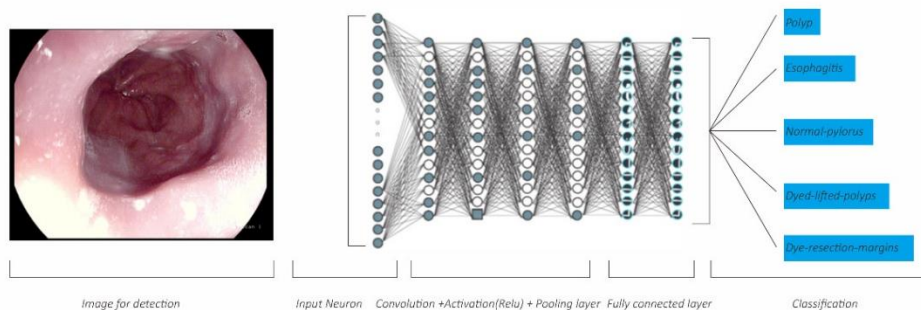 Polyp
Esophagitis
Normal-pylorus
Dyed-lifted-polyps
Dye-resection-margins
Image for detection
Input Neuron
Convolution +Activation(Relu) + Pooling layer
Fully connected layer
Classification